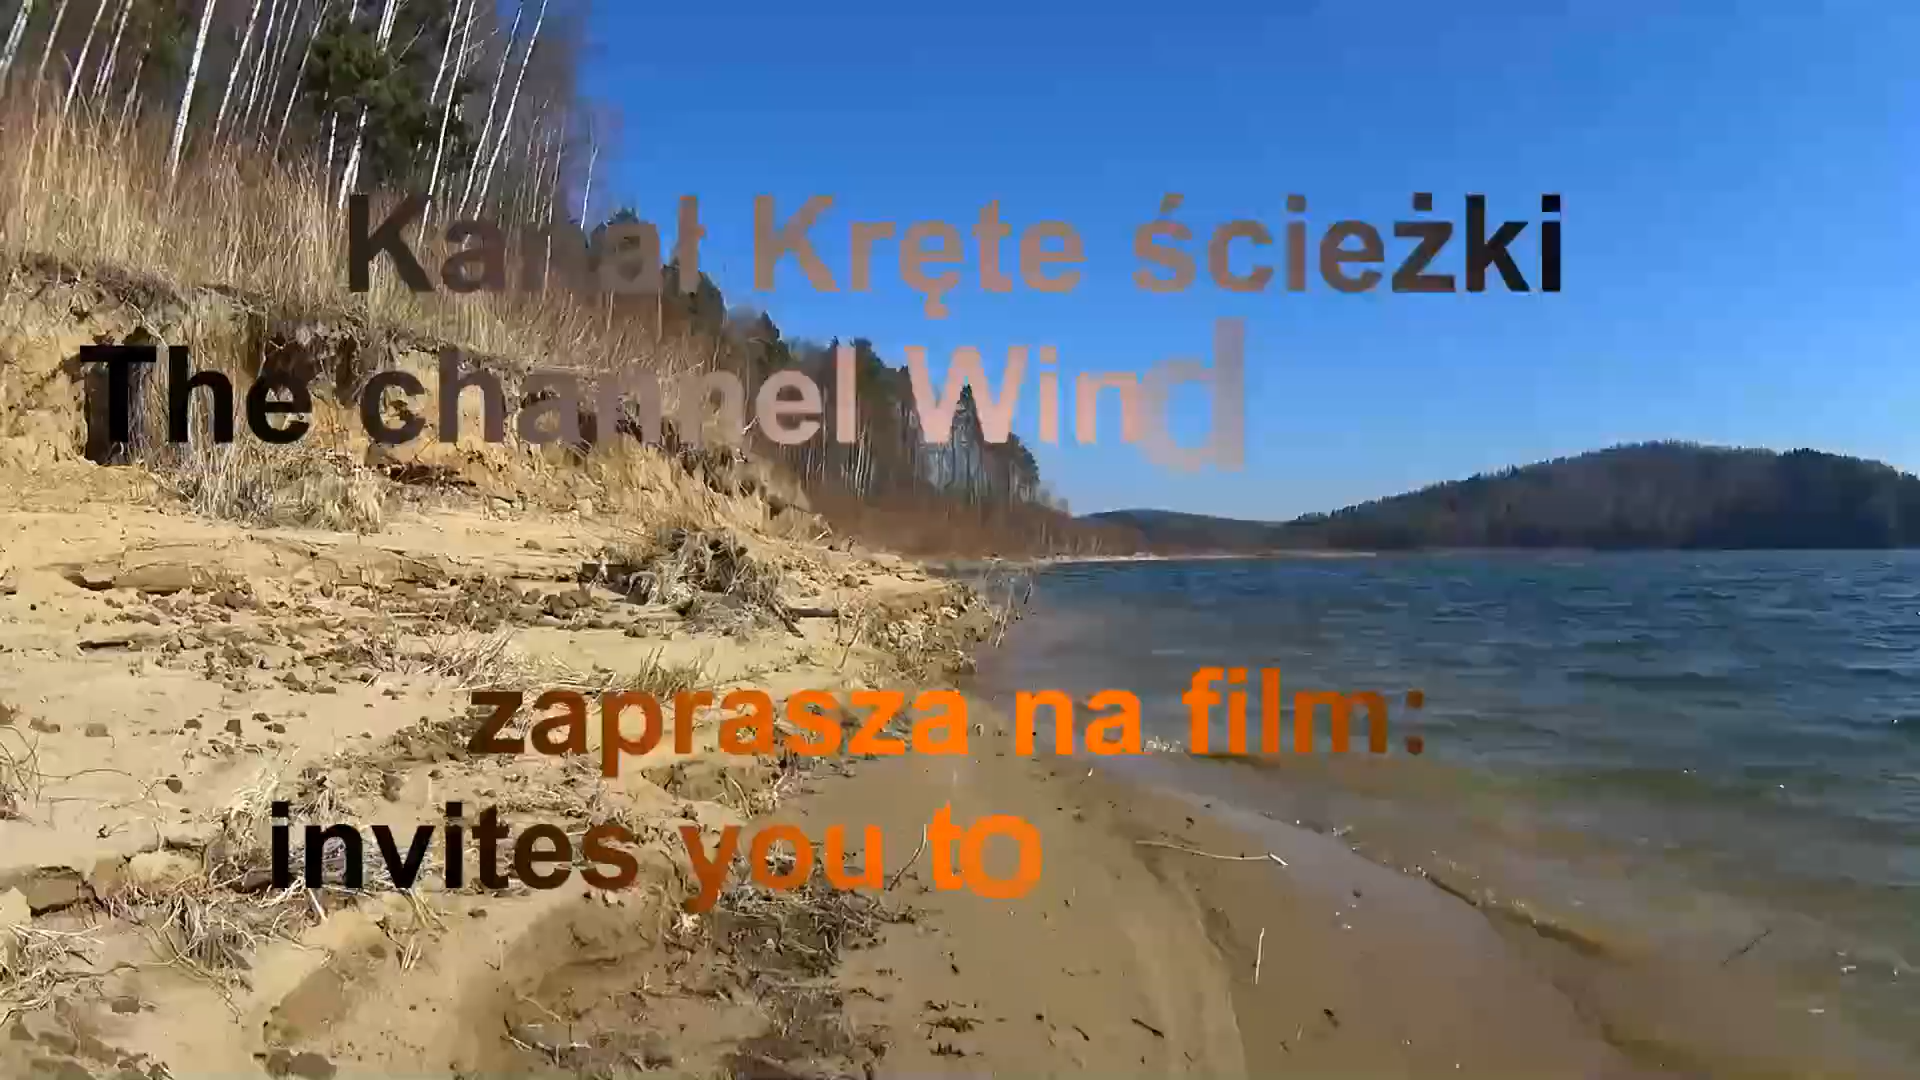 Kanał Kręte ścieżki
The channel Wind
zaprasza na film:
invites you to